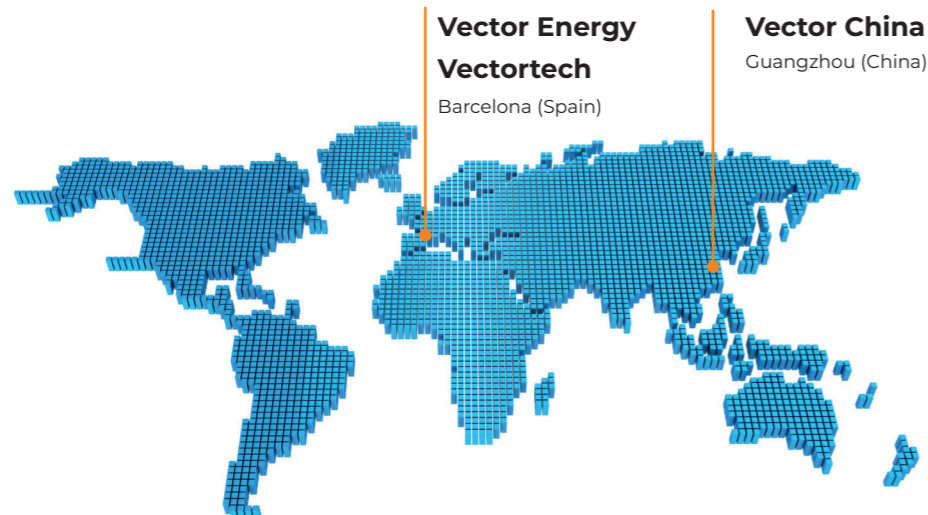 Vector Energy
Vectortech
Barcelona (Spain)
Vector China
Guangzhou (China)